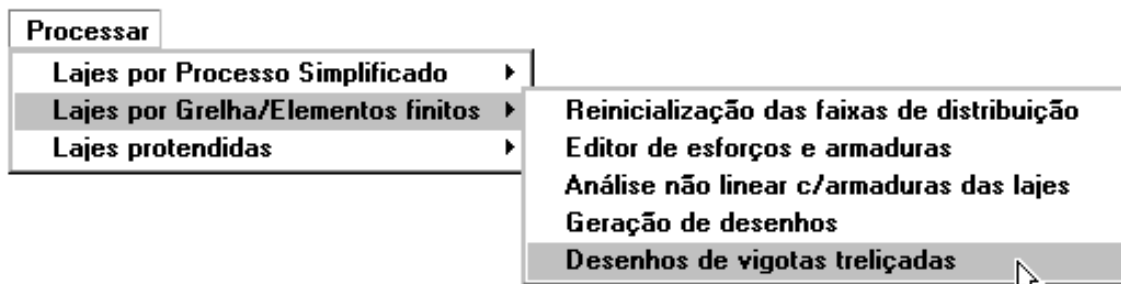 Processar
Lajes por Processo Simplificado
Lajes por Grelha/Elementos finitos
Lajes protendidas
Reinicialização das faixas de distribuição
Editor de esforços e armaduras
Análise não linear c/armaduras das lajes
Geração de desenhos
Desenhos de vigotas treliçadas